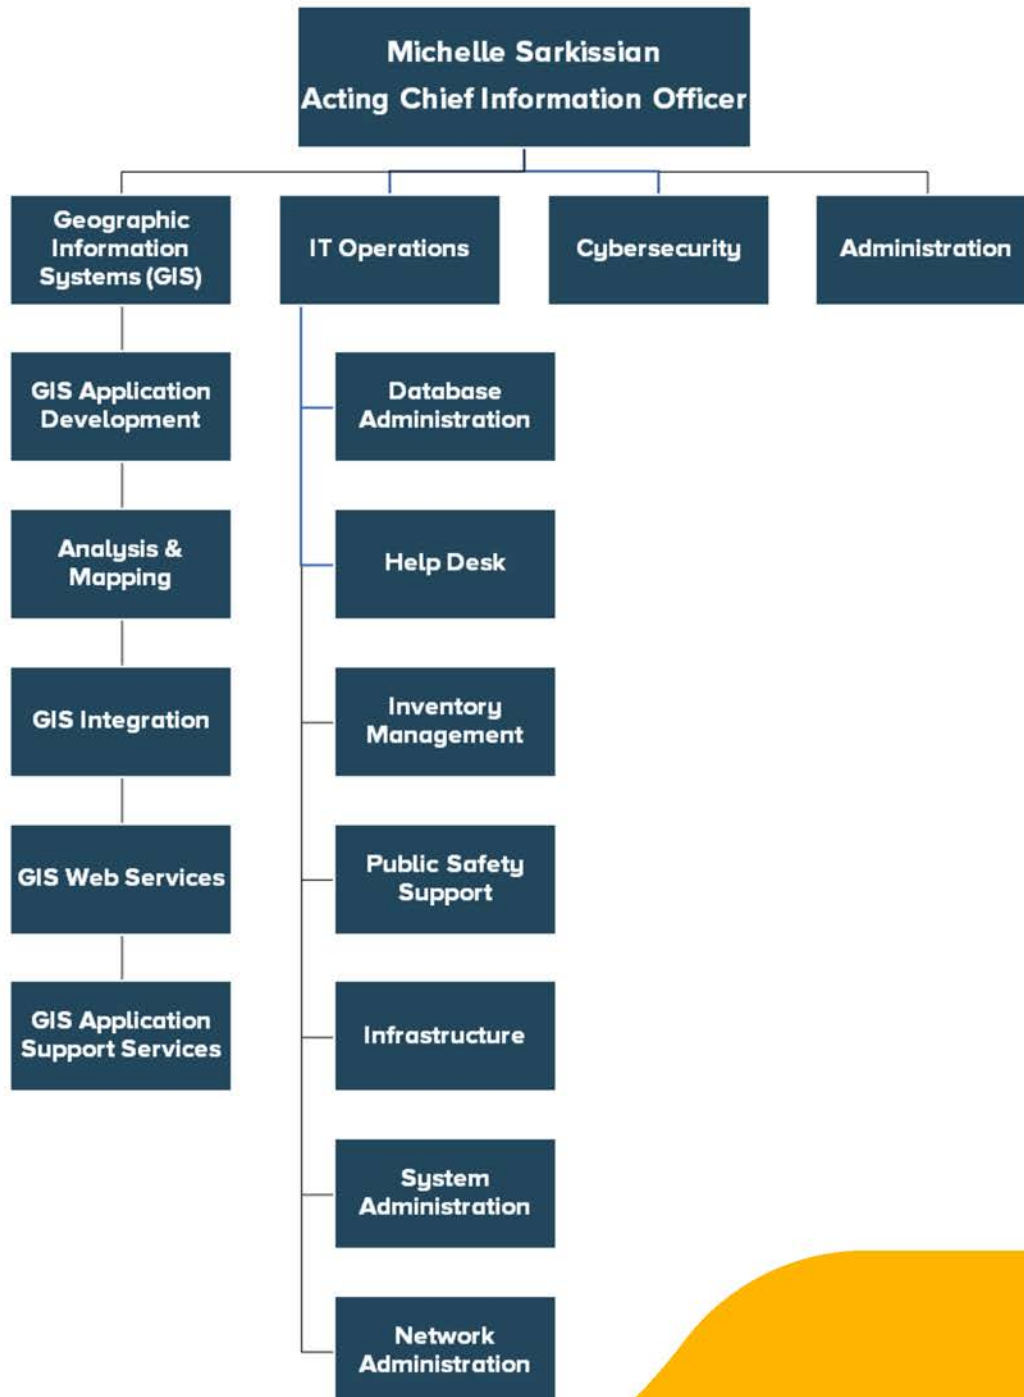 Michelle Sarkissian
Acting Chief Information Officer
Geographic
Information
Systems (GIS)
IT Operations
Cybersecurity
Administration
GIS Application
Development
Analysis &
Mapping
GIS Integration
GIS Web Services
GIS Application
Support Services
Database
Administration
Help Desk
Inventory
Management
Public Safety
Support
Infrastructure
System
Administration
Network
Administration